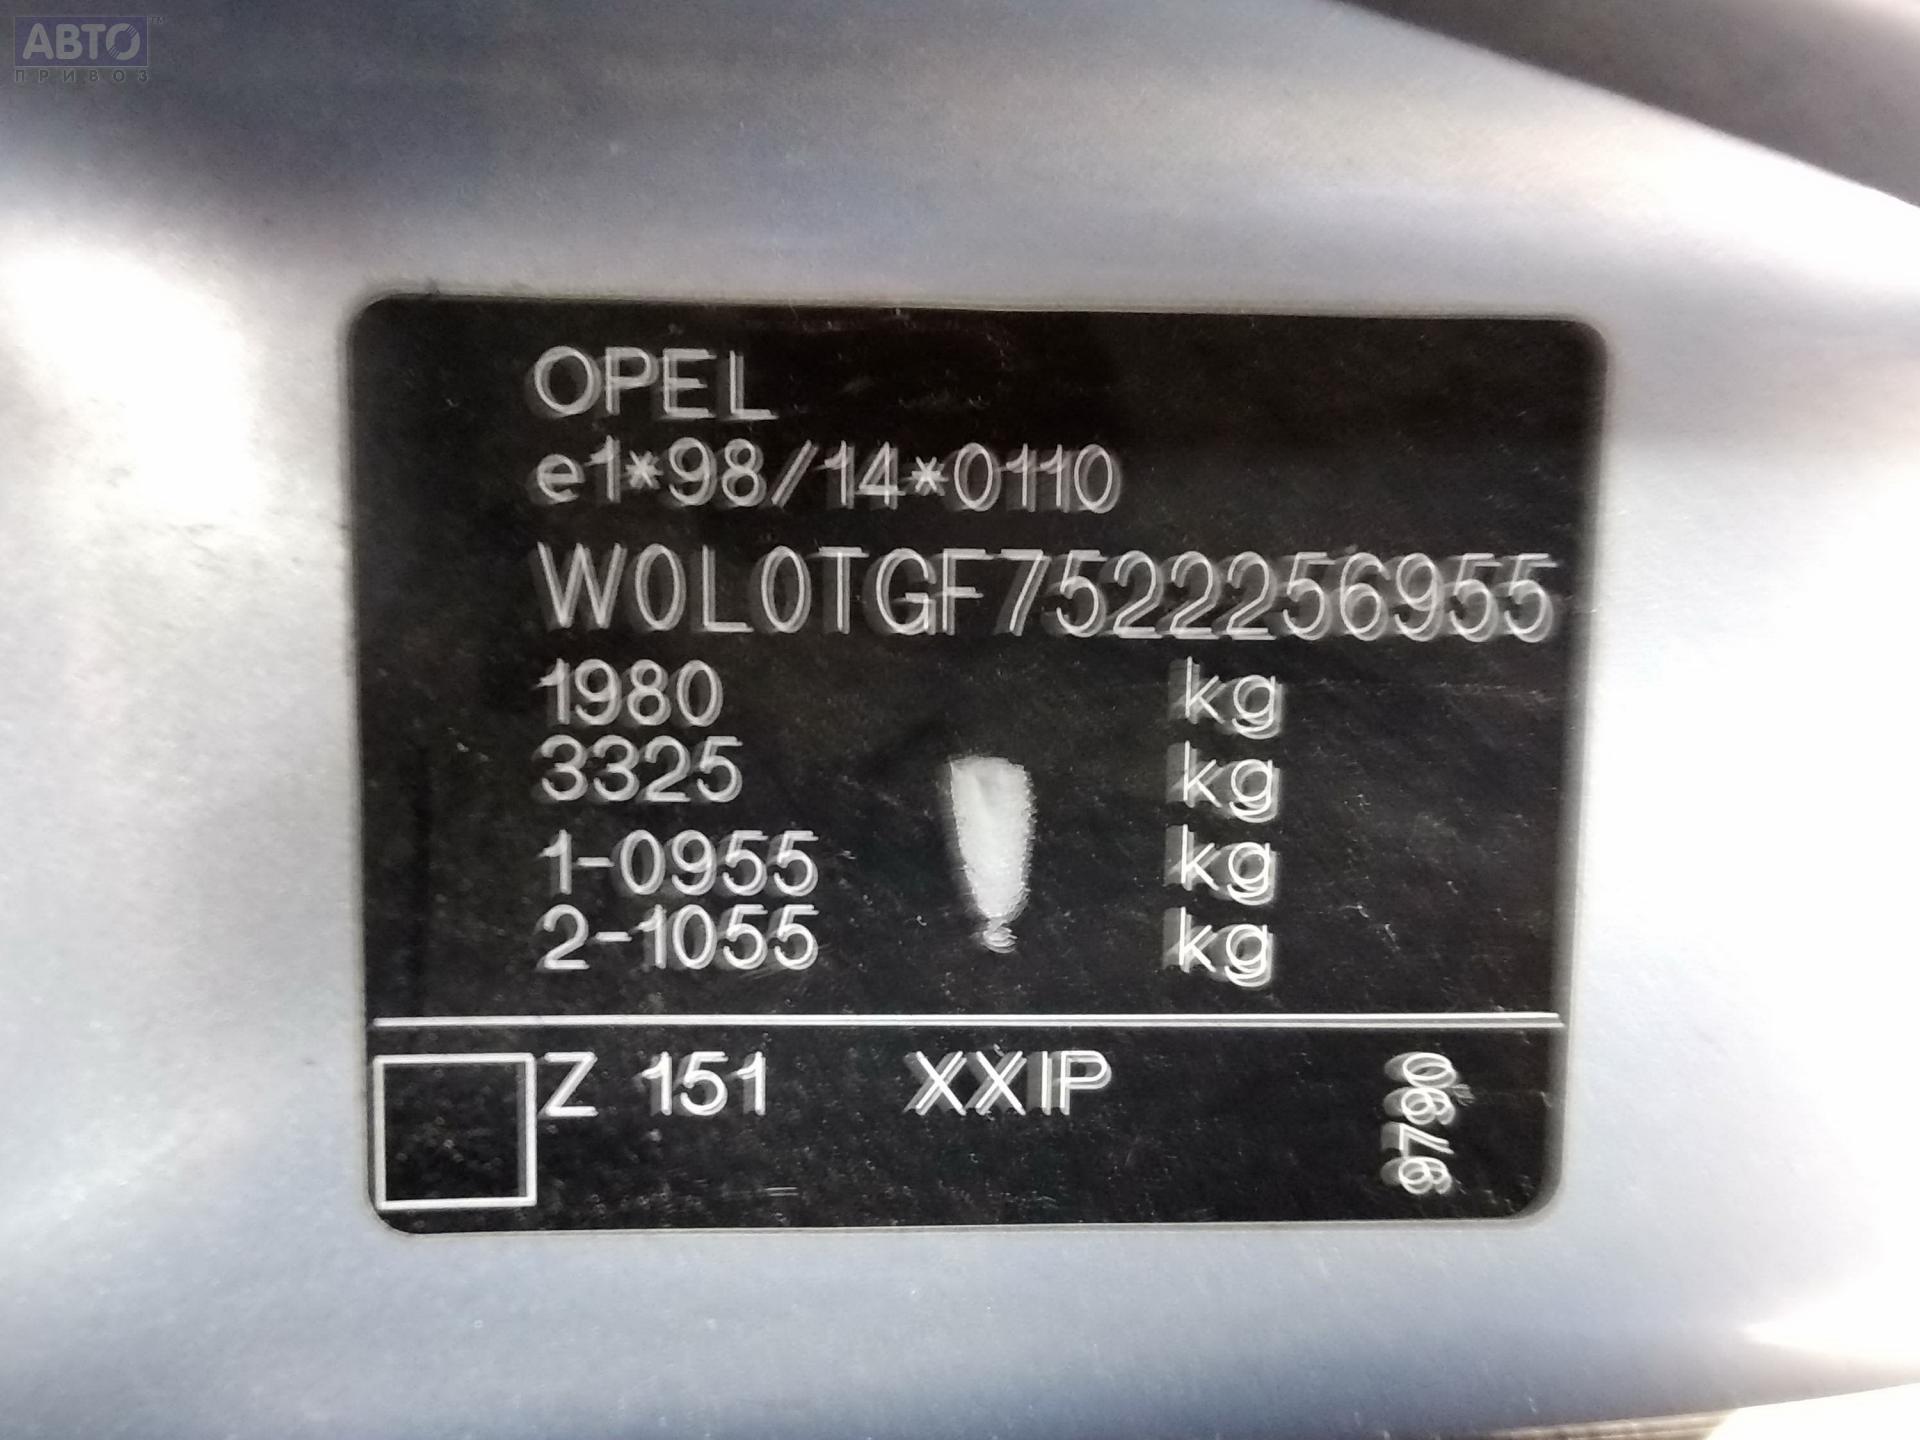 АВТО™
ПРИВОЗ
OPEL
e1*98/14*0110
W0L0TGF7522256955
1980 kg
3325 kg
1-0955 kg
2-1055 kg
Z 151 XXIP
9790